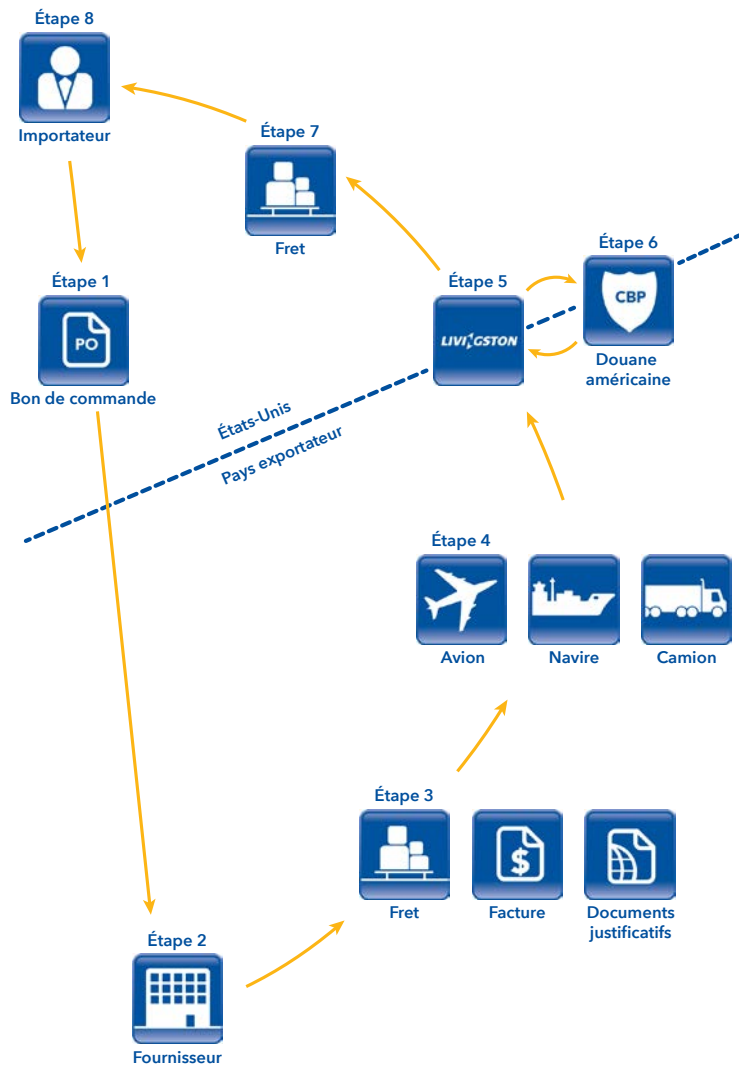 Étape 8
Importateur
Étape 7
Fret
Étape 6
CBP
Douane
américaine
Étape 5
LIVINGSTON
Étape 1
PO
Bon de commande
États-Unis
Pays exportateur
Étape 4
Avion
Navire
Camion
Étape 3
Fret
$
Facture
Documents
justificatifs
Étape 2
Fournisseur